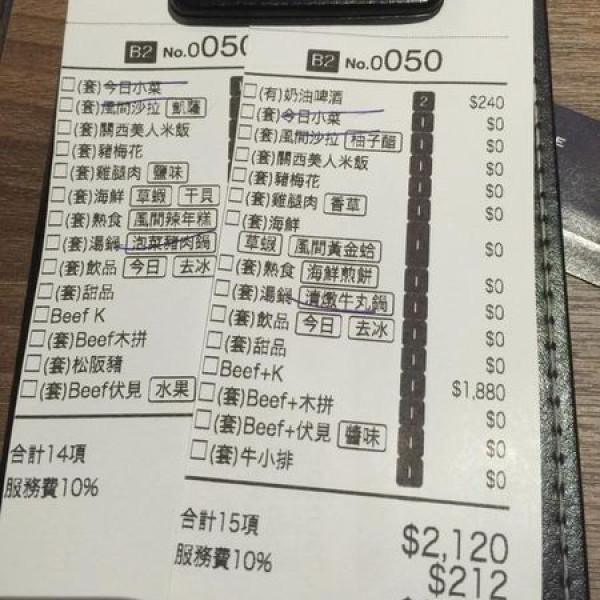 B2 No.0050
(套)今日小菜
(套)風間沙拉 凱薩
(套)關西美人米飯
(套)豬梅花
(套)雞腿肉 鹽味
(套)海鮮 草蝦 干貝
(套)熟食 風間辣年糕
(套)湯鍋 泡菜豬肉鍋
(套)飲品 今日 去冰
(套)甜品
Beef K
(套)Beef木拼
(套)松阪豬
(套)Beef伏見 水果
合計14項
服務費10%
B2 No.0050
(有)奶油啤酒 2 $240
(套)今日小菜 $0
(套)風間沙拉 柚子醋 $0
(套)關西美人米飯 $0
(套)豬梅花 $0
(套)雞腿肉 香草 $0
(套)海鮮
草蝦 風間黃金蛤 $0
(套)熟食 海鮮煎餅 $0
(套)湯鍋 漬燉牛丸鍋 $0
(套)飲品 今日 去冰 $0
(套)甜品 $0
Beef+K $1,880
(套)Beef+木拼 $0
(套)Beef+伏見 醬味 $0
(套)牛小排 $0
合計15項 $2,120
服務費10% $212